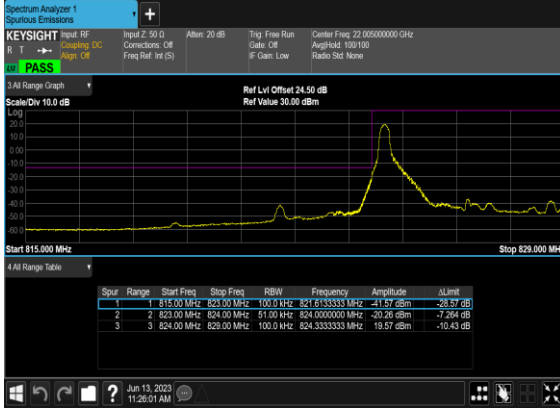 Spectrum Analyzer 1
Spurious Emissions
+
KEYSIGHT Input: RF Input Z: 50 Ω Atten: 20 dB Trig: Free Run Center Freq: 22.005000000 GHz
R T Coupling: DC Corrections: Off Gate: Off Avg|Hold: 100/100
Align: Off Freq Ref: Int (S) IF Gain: Low Radio Std: None
PASS
3.All Range Graph
Ref Lvl Offset 24.50 dB
Scale/Div 10.0 dB Ref Value 30.00 dBm
Log
20.0
10.0
0.00
-10.0
-20.0
-30.0
-40.0
-50.0
-60.0
Start 815.000 MHz Stop 829.000 MH
4.All Range Table
Spur Range Start Freq Stop Freq RBW Frequency Amplitude ΔLimit
1 1 815.00 MHz 823.00 MHz 100.0 kHz 821.6133333 MHz -41.57 dBm -28.57 dB
2 2 823.00 MHz 824.00 MHz 51.00 kHz 824.0000000 MHz -20.26 dBm -7.264 dB
3 3 824.00 MHz 829.00 MHz 100.0 kHz 824.3333333 MHz 19.57 dBm -10.43 dB
? Jun 13, 2023
11:26:01 AM